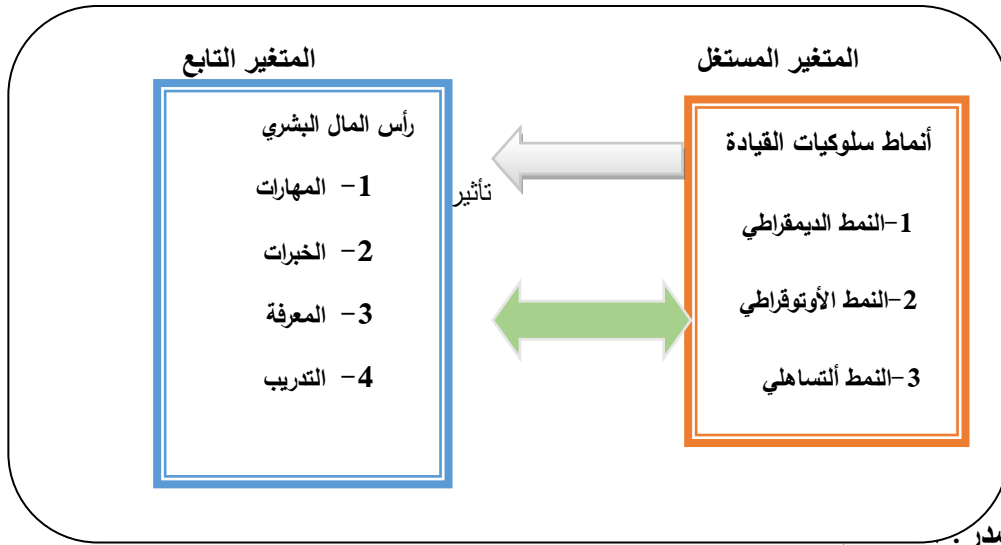 المتغير المستغل
أنماط سلوكيات القيادة
1-النمط الديمقراطي
2-النمط الأوتوقراطي
3-النمط ألتساهلي
تأثير
المتغير التابع
رأس المال البشري
1- المهارات
2- الخبرات
3- المعرفة
4- التدريب